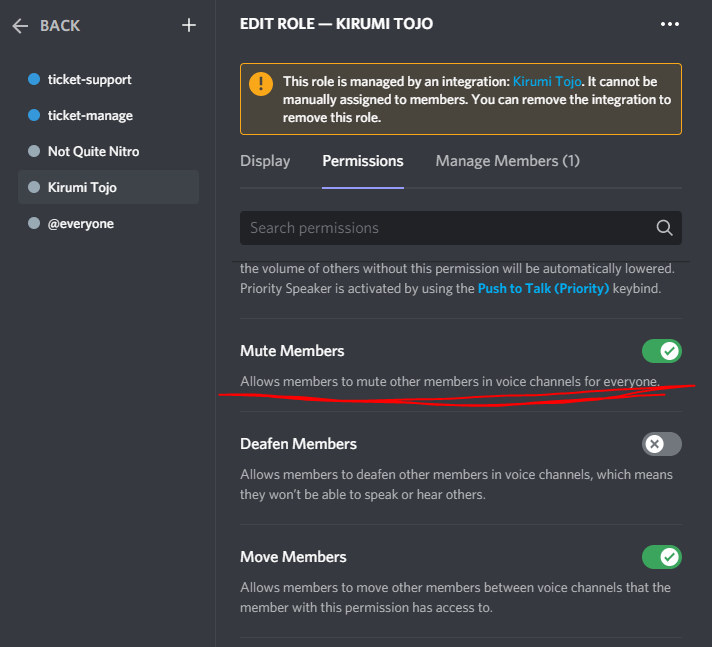 BACK
ticket-support
ticket-manage
Not Quite Nitro
Kirumi Tojo
@everyone
EDIT ROLE — KIRUMI TOJO
This role is managed by an integration: Kirumi Tojo. It cannot be
manually assigned to members. You can remove the integration to
remove this role.
Display Permissions Manage Members (1)
Search permissions
the volume of others without this permission will be automatically lowered.
Priority Speaker is activated by using the Push to Talk (Priority) keybind.
Mute Members
Allows members to mute other members in voice channels for everyone.
Deafen Members
Allows members to deafen other members in voice channels, which means
they won't be able to speak or hear others.
Move Members
Allows members to move other members between voice channels that the
member with this permission has access to.